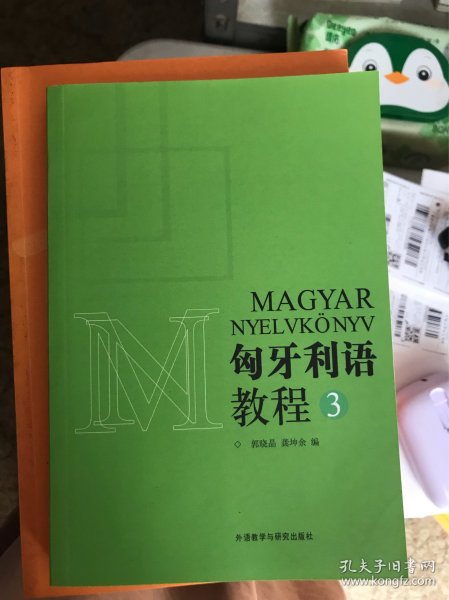 MAGYAR
NYELVKÖNYV
匈牙利语
教程 3
◇ 郭晓晶 龚坤余 编
外语教学与研究出版社
孔夫子旧书网
www.kongfz.com